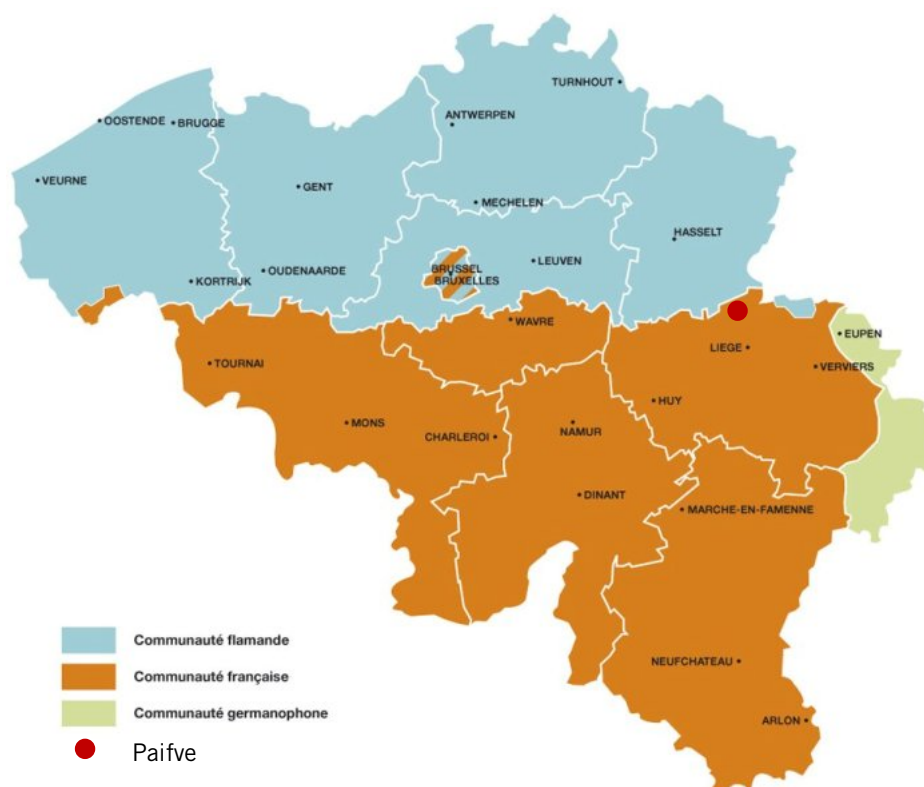 TURNHOUT
OOSTENDE
BRUGGE
ANTWERPEN
VEURNE
GENT
MECHELEN
HASSELT
LEUVEN
BRUSSEL
BRUXELLES
OUDENAARDE
KORTRIJK
WAVRE
EUPEN
LIEGE
TOURNAI
VERVIERS
HUY
MONS
NAMUR
CHARLEROI
DINANT
MARCHE-EN-FAMENNE
NEUFCHATEAU
ARLON
Communauté flamande
Communauté française
Communauté germanophone
Paifve